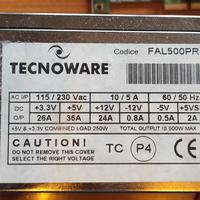 Codice: FAL500PR
TECNOWARE
AC I/P 115 / 230 Vac 10 / 5 A 60 / 50 Hz
DC +3.3V +5V +12V -12V -5V +5VS
O/P 26A 36A 24A 0.8A 0.5A 2A
+5V & +3.3V COMBINED LOAD 250W TOTAL OUTPUT IS 500W MAX
CAUTION!
DO NOT REMOVE THIS COVER
SELECT THE RIGHT VOLTAGE
TC P4